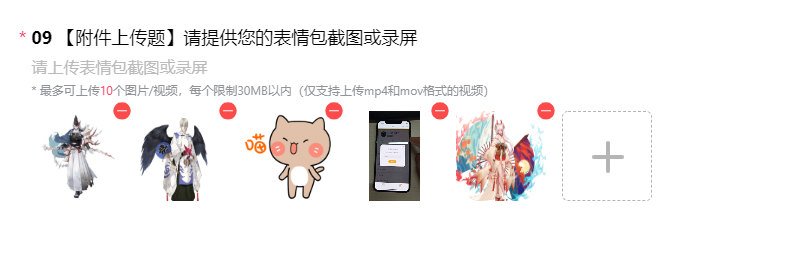 * 09 【附件上传题】请提供您的表情包截图或录屏
请上传表情包截图或录屏
* 最多可上传10个图片/视频，每个限制30MB以内（仅支持上传mp4和mov格式的视频）
喵